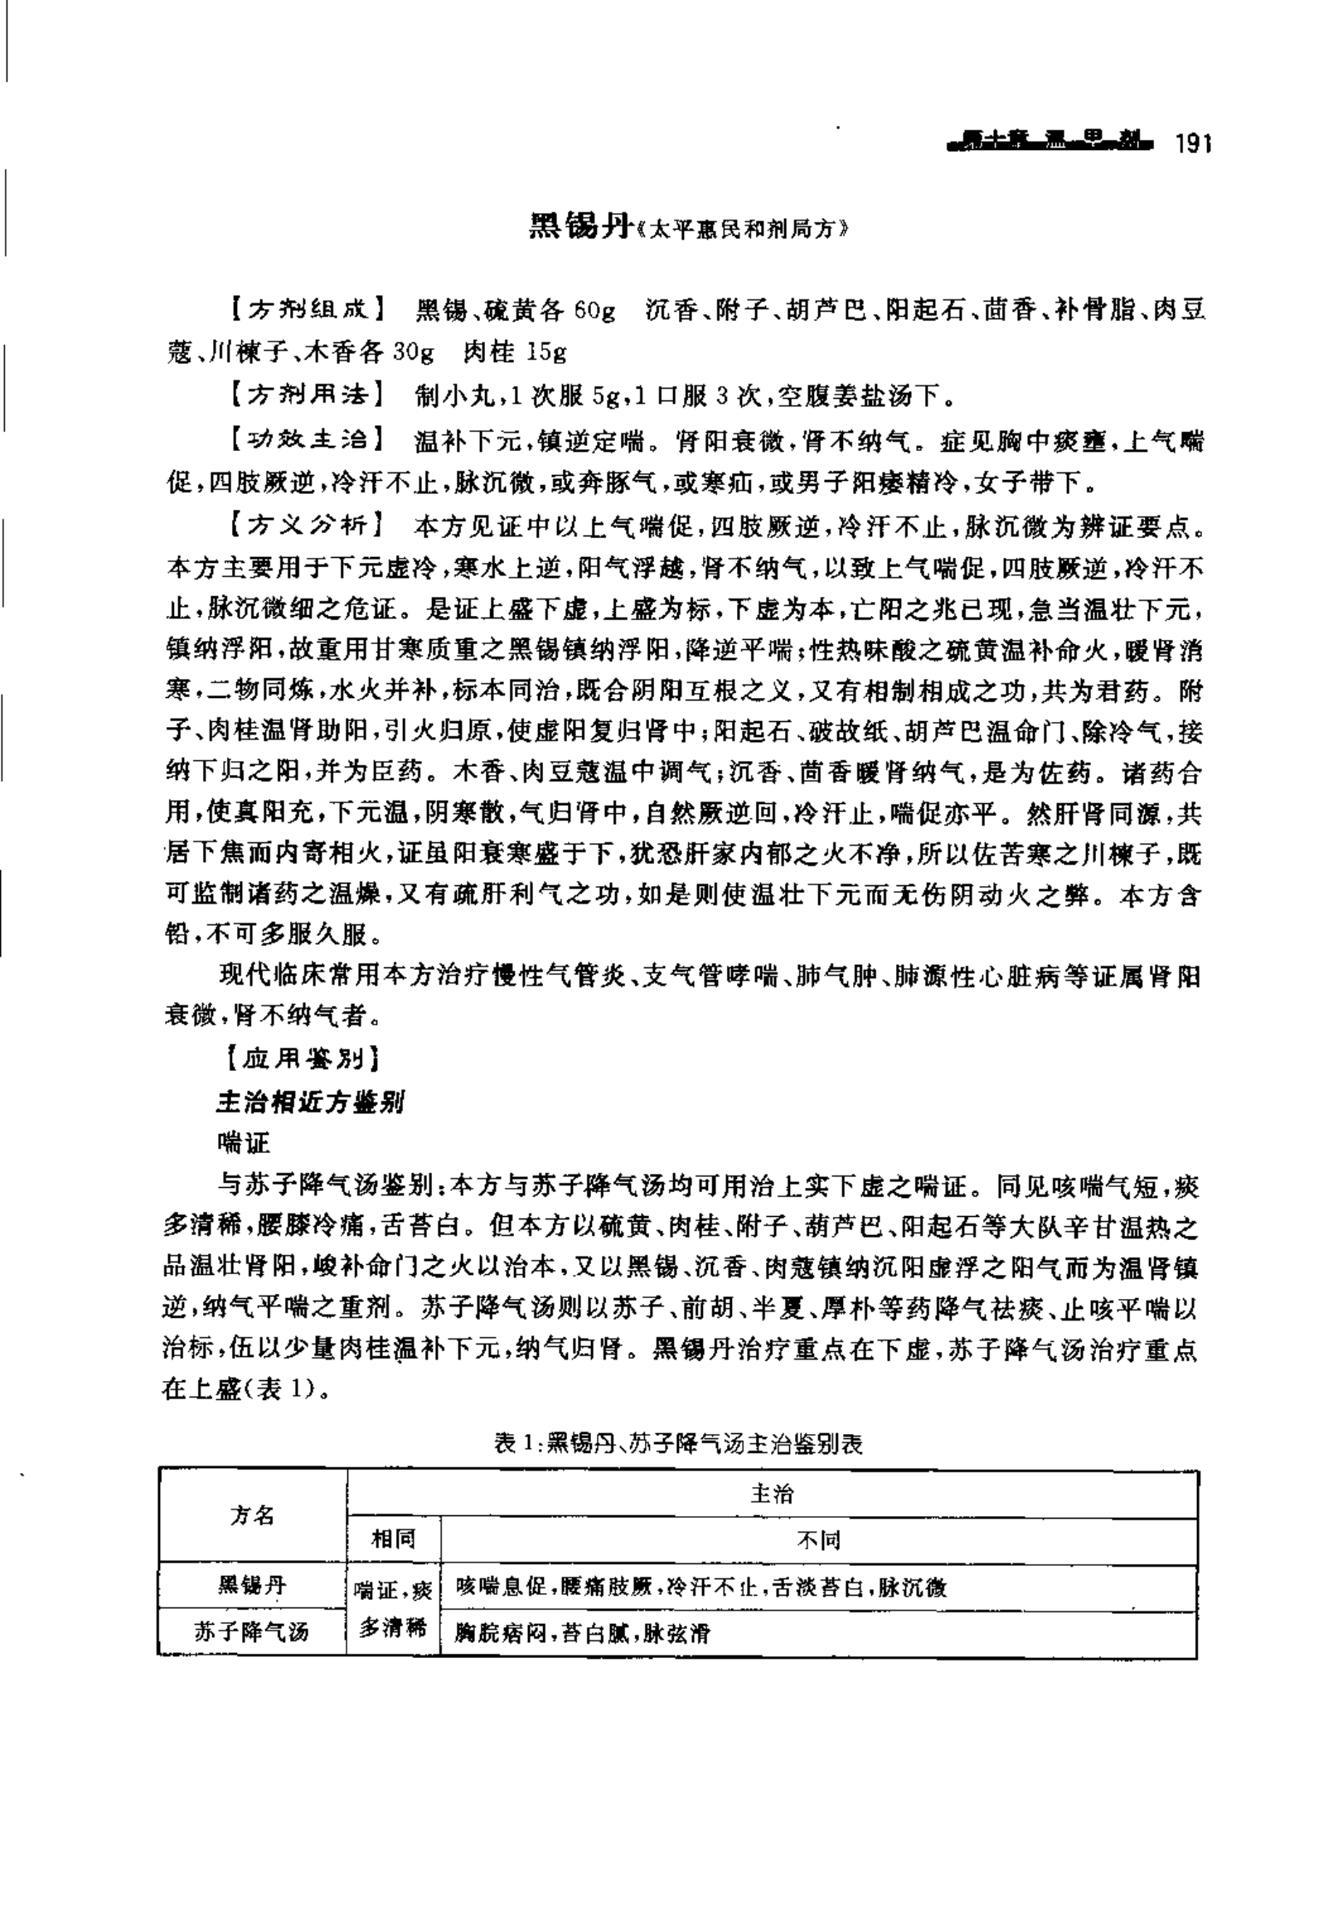 第十章 温里剂 191
黑锡丹《太平惠民和剂局方》
【方剂组成】 黑锡、硫黄各60g 沉香、附子、胡芦巴、阳起石、茴香、补骨脂、肉豆
蔻、川楝子、木香各30g 肉桂15g
【方剂用法】 制小丸,1次服5g,1口服3次,空腹姜盐汤下。
【功效主治】 温补下元,镇逆定喘。肾阳衰微,肾不纳气。症见胸中痰壅,上气喘
促,四肢厥逆,冷汗不止,脉沉微,或奔豚气,或寒疝,或男子阳痿精冷,女子带下。
【方义分析】 本方见证中以上气喘促,四肢厥逆,冷汗不止,脉沉微为辨证要点。
本方主要用于下元虚冷,寒水上逆,阳气浮越,肾不纳气,以致上气喘促,四肢厥逆,冷汗不
止,脉沉微细之危证。是证上盛下虚,上盛为标,下虚为本,亡阳之兆已现,急当温壮下元,
镇纳浮阳,故重用甘寒质重之黑锡镇纳浮阳,降逆平喘;性热味酸之硫黄温补命火,暖肾消
寒,二物同炼,水火并补,标本同治,既合阴阳互根之义,又有相制相成之功,共为君药。附
子、肉桂温肾助阳,引火归原,使虚阳复归肾中;阳起石、破故纸、胡芦巴温命门、除冷气,接
纳下归之阳,并为臣药。木香、肉豆蔻温中调气;沉香、茴香暖肾纳气,是为佐药。诸药合
用,使真阳充,下元温,阴寒散,气归肾中,自然厥逆回,冷汗止,喘促亦平。然肝肾同源,共
居下焦而内寄相火,证虽阳衰寒盛于下,犹恐肝家内郁之火不净,所以佐苦寒之川楝子,既
可监制诸药之温燥,又有疏肝利气之功,如是则使温壮下元而无伤阴动火之弊。本方含
铅,不可多服久服。
现代临床常用本方治疗慢性气管炎、支气管哮喘、肺气肿、肺源性心脏病等证属肾阳
衰微,肾不纳气者。
【应用鉴别】
主治相近方鉴别
喘证
与苏子降气汤鉴别:本方与苏子降气汤均可用治上实下虚之喘证。同见咳喘气短,痰
多清稀,腰膝冷痛,舌苔白。但本方以硫黄、肉桂、附子、葫芦巴、阳起石等大队辛甘温热之
品温壮肾阳,峻补命门之火以治本,又以黑锡、沉香、肉蔻镇纳沉阳虚浮之阳气而为温肾镇
逆,纳气平喘之重剂。苏子降气汤则以苏子、前胡、半夏、厚朴等药降气祛痰、止咳平喘以
治标,伍以少量肉桂温补下元,纳气归肾。黑锡丹治疗重点在下虚,苏子降气汤治疗重点
在上盛(表1)。
表1:黑锡丹、苏子降气汤主治鉴别表
方名 主治
相同 不同
黑锡丹 喘证,痰 咳喘息促,腰痛肢厥,冷汗不止,舌淡苔白,脉沉微
苏子降气汤 多清稀 胸脘痞闷,苔白腻,脉弦滑